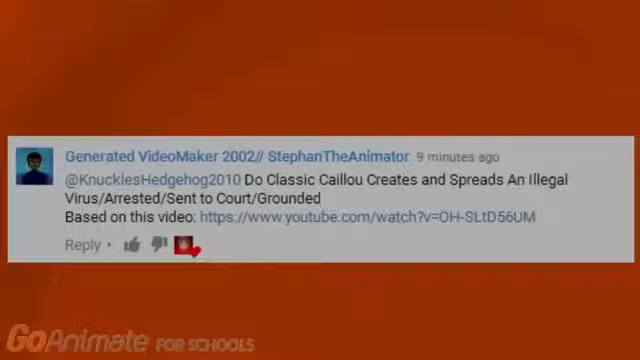 Generated VideoMaker 2002// StephanTheAnimator 9 minutes ago
@KnucklesHedgehog2010 Do Classic Caillou Creates and Spreads An Illegal
Virus/Arrested/Sent to Court/Grounded
Based on this video: https://www.youtube.com/watch?v=OH-SLtD56UM
Reply •
GoAnimate FOR SCHOOLS